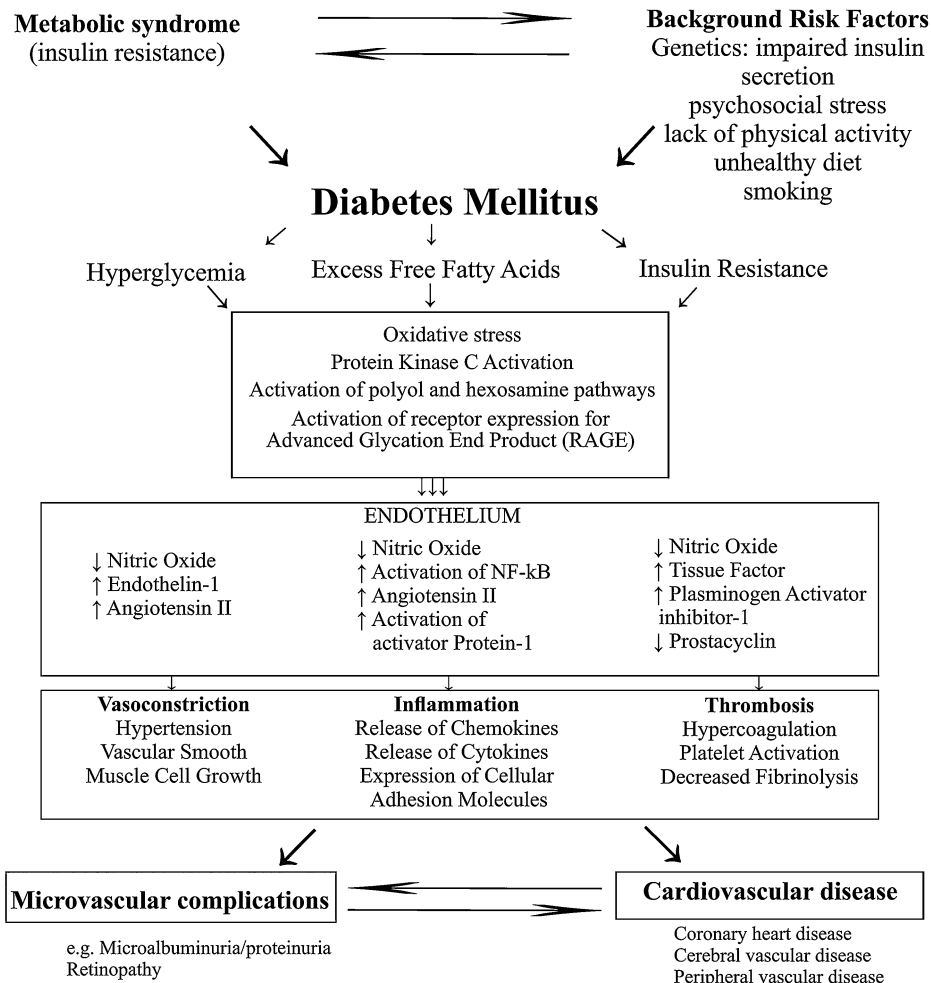 Metabolic syndrome
(insulin resistance)
Background Risk Factors
Genetics: impaired insulin
secretion
psychosocial stress
lack of physical activity
unhealthy diet
smoking
Diabetes Mellitus
Hyperglycemia
Excess Free Fatty Acids
Insulin Resistance
Oxidative stress
Protein Kinase C Activation
Activation of polyol and hexosamine pathways
Activation of receptor expression for
Advanced Glycation End Product (RAGE)
ENDOTHELIUM
↓ Nitric Oxide
↑ Endothelin-1
↑ Angiotensin II
↓ Nitric Oxide
↑ Activation of NF-kB
↑ Angiotensin II
↑ Activation of
activator Protein-1
↓ Nitric Oxide
↑ Tissue Factor
↑ Plasminogen Activator
inhibitor-1
↓ Prostacyclin
Vasoconstriction
Hypertension
Vascular Smooth
Muscle Cell Growth
Inflammation
Release of Chemokines
Release of Cytokines
Expression of Cellular
Adhesion Molecules
Thrombosis
Hypercoagulation
Platelet Activation
Decreased Fibrinolysis
Microvascular complications
e.g. Microalbuminuria/proteinuria
Retinopathy
Cardiovascular disease
Coronary heart disease
Cerebral vascular disease
Peripheral vascular disease